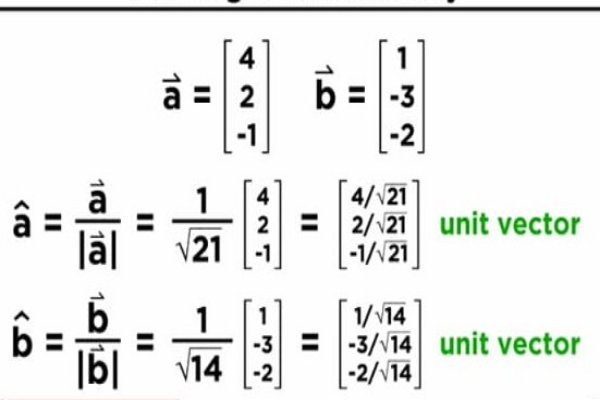 a⃗ = [4 2 -1] b⃗ = [1 -3 -2]
â = a⃗/|a⃗| = 1/√21 [4 2 -1] = [4/√21 2/√21 -1/√21] unit vector
b̂ = b⃗/|b⃗| = 1/√14 [1 -3 -2] = [1/√14 -3/√14 -2/√14] unit vector